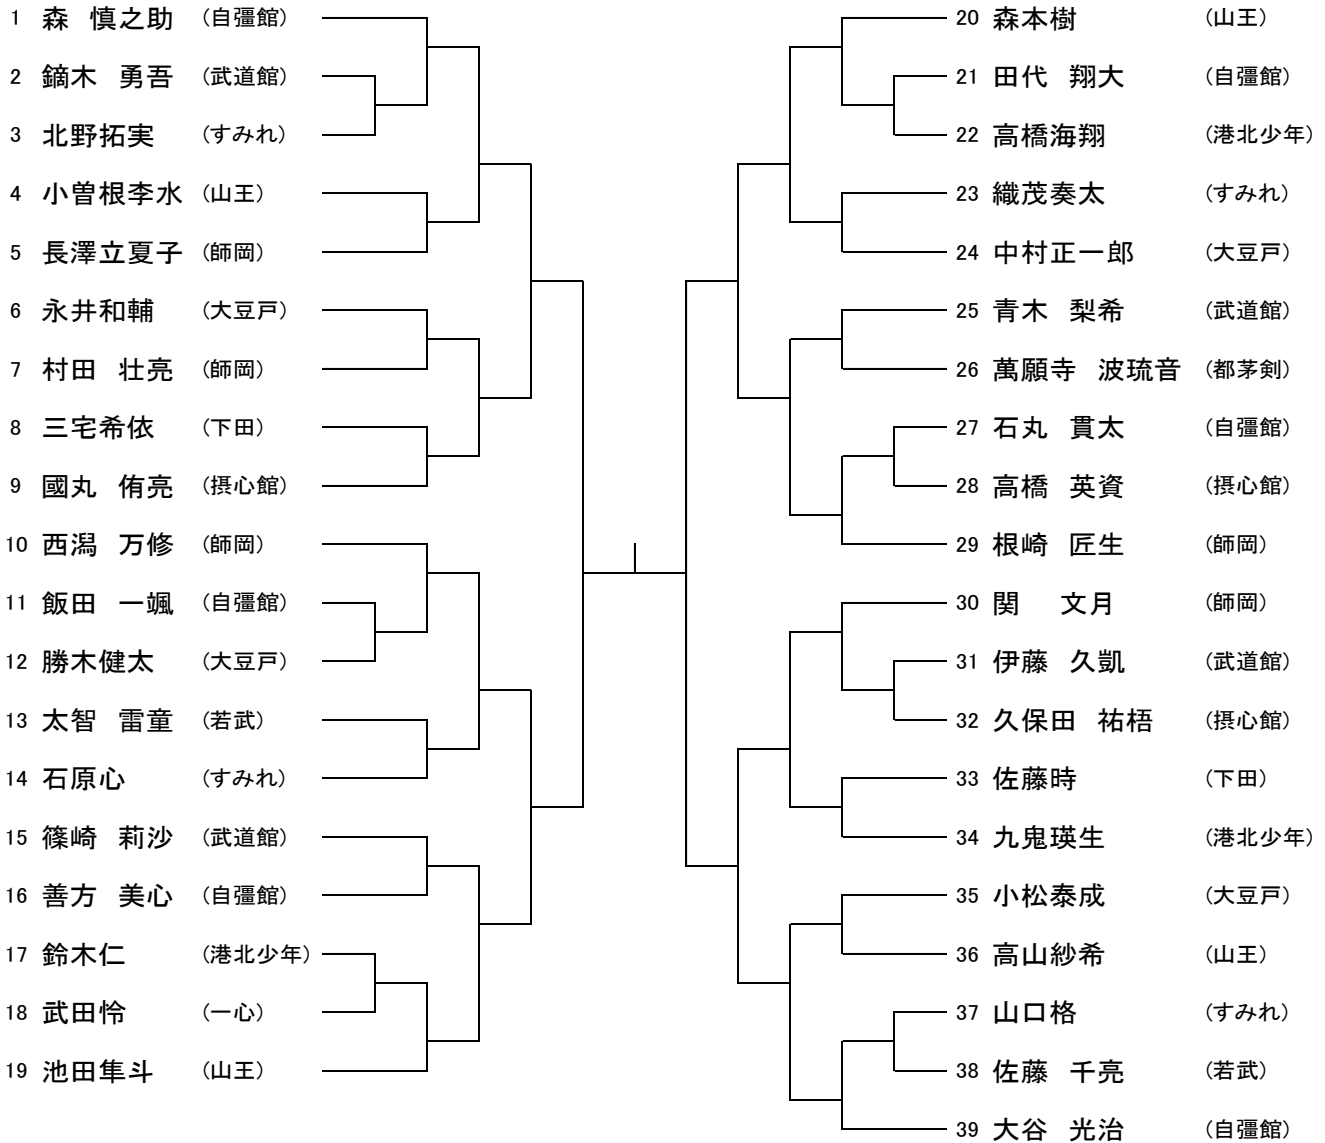 1 森 慎之助 (自彊館)
2 鏑木 勇吾 (武道館)
3 北野拓実 (すみれ)
4 小曽根李水 (山王)
5 長澤立夏子 (師岡)
6 永井和輔 (大豆戸)
7 村田 壮亮 (師岡)
8 三宅希依 (下田)
9 國丸 侑亮 (摂心館)
10 西潟 万修 (師岡)
11 飯田 一颯 (自彊館)
12 勝木健太 (大豆戸)
13 太智 雷童 (若武)
14 石原心 (すみれ)
15 篠崎 莉沙 (武道館)
16 善方 美心 (自彊館)
17 鈴木仁 (港北少年)
18 武田怜 (一心)
19 池田隼斗 (山王)
20 森本樹 (山王)
21 田代 翔大 (自彊館)
22 高橋海翔 (港北少年)
23 織茂奏太 (すみれ)
24 中村正一郎 (大豆戸)
25 青木 梨希 (武道館)
26 萬願寺 波琉音 (都茅剣)
27 石丸 貫太 (自彊館)
28 高橋 英資 (摂心館)
29 根崎 匠生 (師岡)
30 関 文月 (師岡)
31 伊藤 久凱 (武道館)
32 久保田 祐梧 (摂心館)
33 佐藤時 (下田)
34 九鬼瑛生 (港北少年)
35 小松泰成 (大豆戸)
36 高山紗希 (山王)
37 山口格 (すみれ)
38 佐藤 千亮 (若武)
39 大谷 光治 (自彊館)